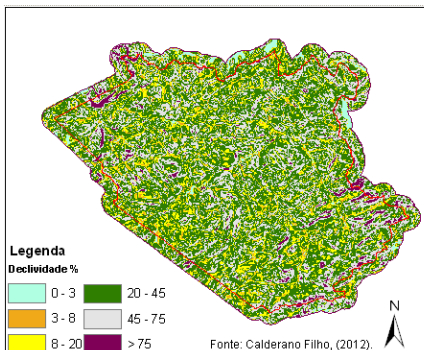 Legenda
Declividade %
0 - 3
3 - 8
8 - 20
20 - 45
45 - 75
> 75
Fonte: Calderano Filho, (2012).
N